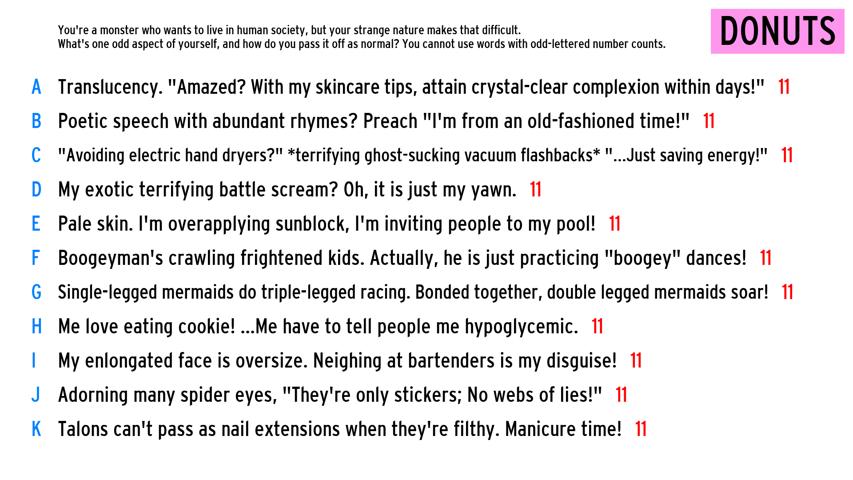 You're a monster who wants to live in human society, but your strange nature makes that difficult.
What's one odd aspect of yourself, and how do you pass it off as normal? You cannot use words with odd-lettered number counts.
DONUTS
A Translucency. "Amazed? With my skincare tips, attain crystal-clear complexion within days!" 11
B Poetic speech with abundant rhymes? Preach "I'm from an old-fashioned time!" 11
C "Avoiding electric hand dryers?" *terrifying ghost-sucking vacuum flashbacks* "...Just saving energy!" 11
D My exotic terrifying battle scream? Oh, it is just my yawn. 11
E Pale skin. I'm overapplying sunblock, I'm inviting people to my pool! 11
F Boogeyman's crawling frightened kids. Actually, he is just practicing "boogey" dances! 11
G Single-legged mermaids do triple-legged racing. Bonded together, double legged mermaids soar! 11
H Me love eating cookie! ...Me have to tell people me hypoglycemic. 11
I My enlongated face is oversize. Neighing at bartenders is my disguise! 11
J Adorning many spider eyes, "They're only stickers; No webs of lies!" 11
K Talons can't pass as nail extensions when they're filthy. Manicure time! 11